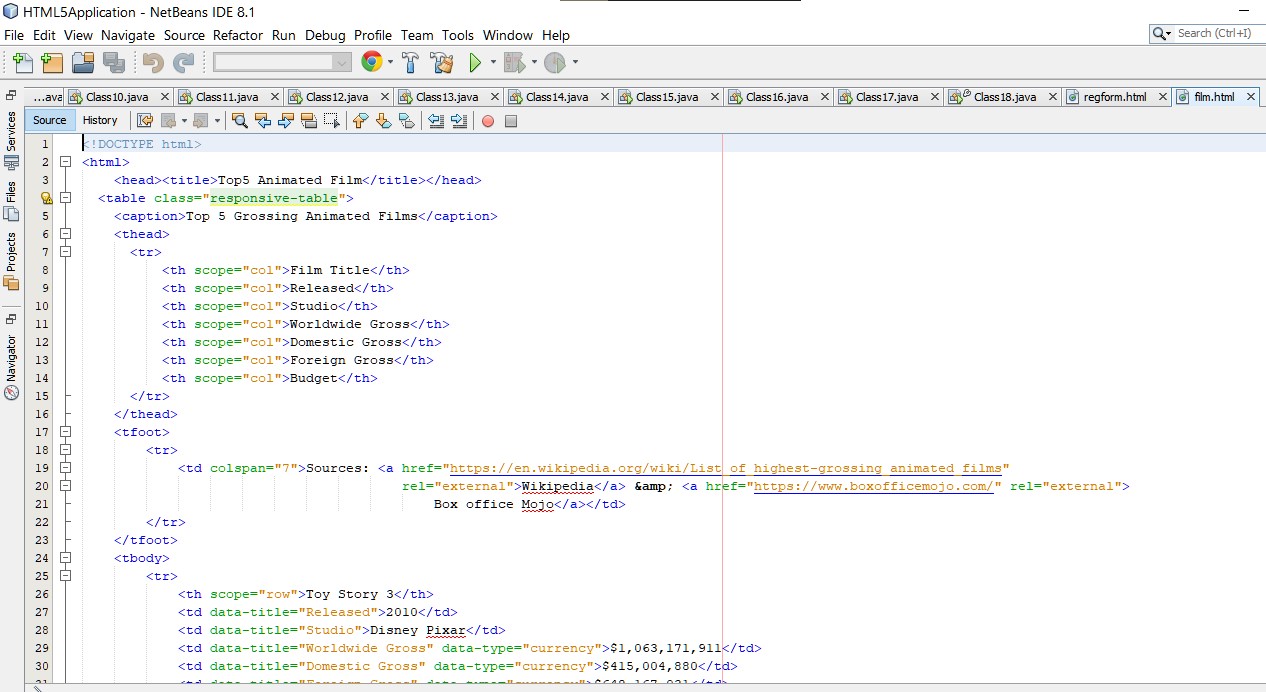 HTML5Application - NetBeans IDE 8.1
File Edit View Navigate Source Refactor Run Debug Profile Team Tools Window Help
Search (Ctrl+I)
...ava Class10.java Class11.java Class12.java Class13.java Class14.java Class15.java Class16.java Class17.java Class18.java regform.html film.html
Services
Files
Projects
Navigator
Source History
1 <!DOCTYPE html>
2 <html>
3 <head><title>Top5 Animated Film</title></head>
<table class="responsive-table">
5 <caption>Top 5 Grossing Animated Films</caption>
6 <thead>
7 <tr>
8 <th scope="col">Film Title</th>
9 <th scope="col">Released</th>
10 <th scope="col">Studio</th>
11 <th scope="col">Worldwide Gross</th>
12 <th scope="col">Domestic Gross</th>
13 <th scope="col">Foreign Gross</th>
14 <th scope="col">Budget</th>
15 </tr>
16 </thead>
17 <tfoot>
18 <tr>
19 <td colspan="7">Sources: <a href="https://en.wikipedia.org/wiki/List_of_highest-grossing_animated_films"
20 rel="external">Wikipedia</a> &amp; <a href="https://www.boxofficemojo.com/" rel="external">
21 Box office Mojo</a></td>
22 </tr>
23 </tfoot>
24 <tbody>
25 <tr>
26 <th scope="row">Toy Story 3</th>
27 <td data-title="Released">2010</td>
28 <td data-title="Studio">Disney Pixar</td>
29 <td data-title="Worldwide Gross" data-type="currency">$1,063,171,911</td>
30 <td data-title="Domestic Gross" data-type="currency">$415,004,880</td>